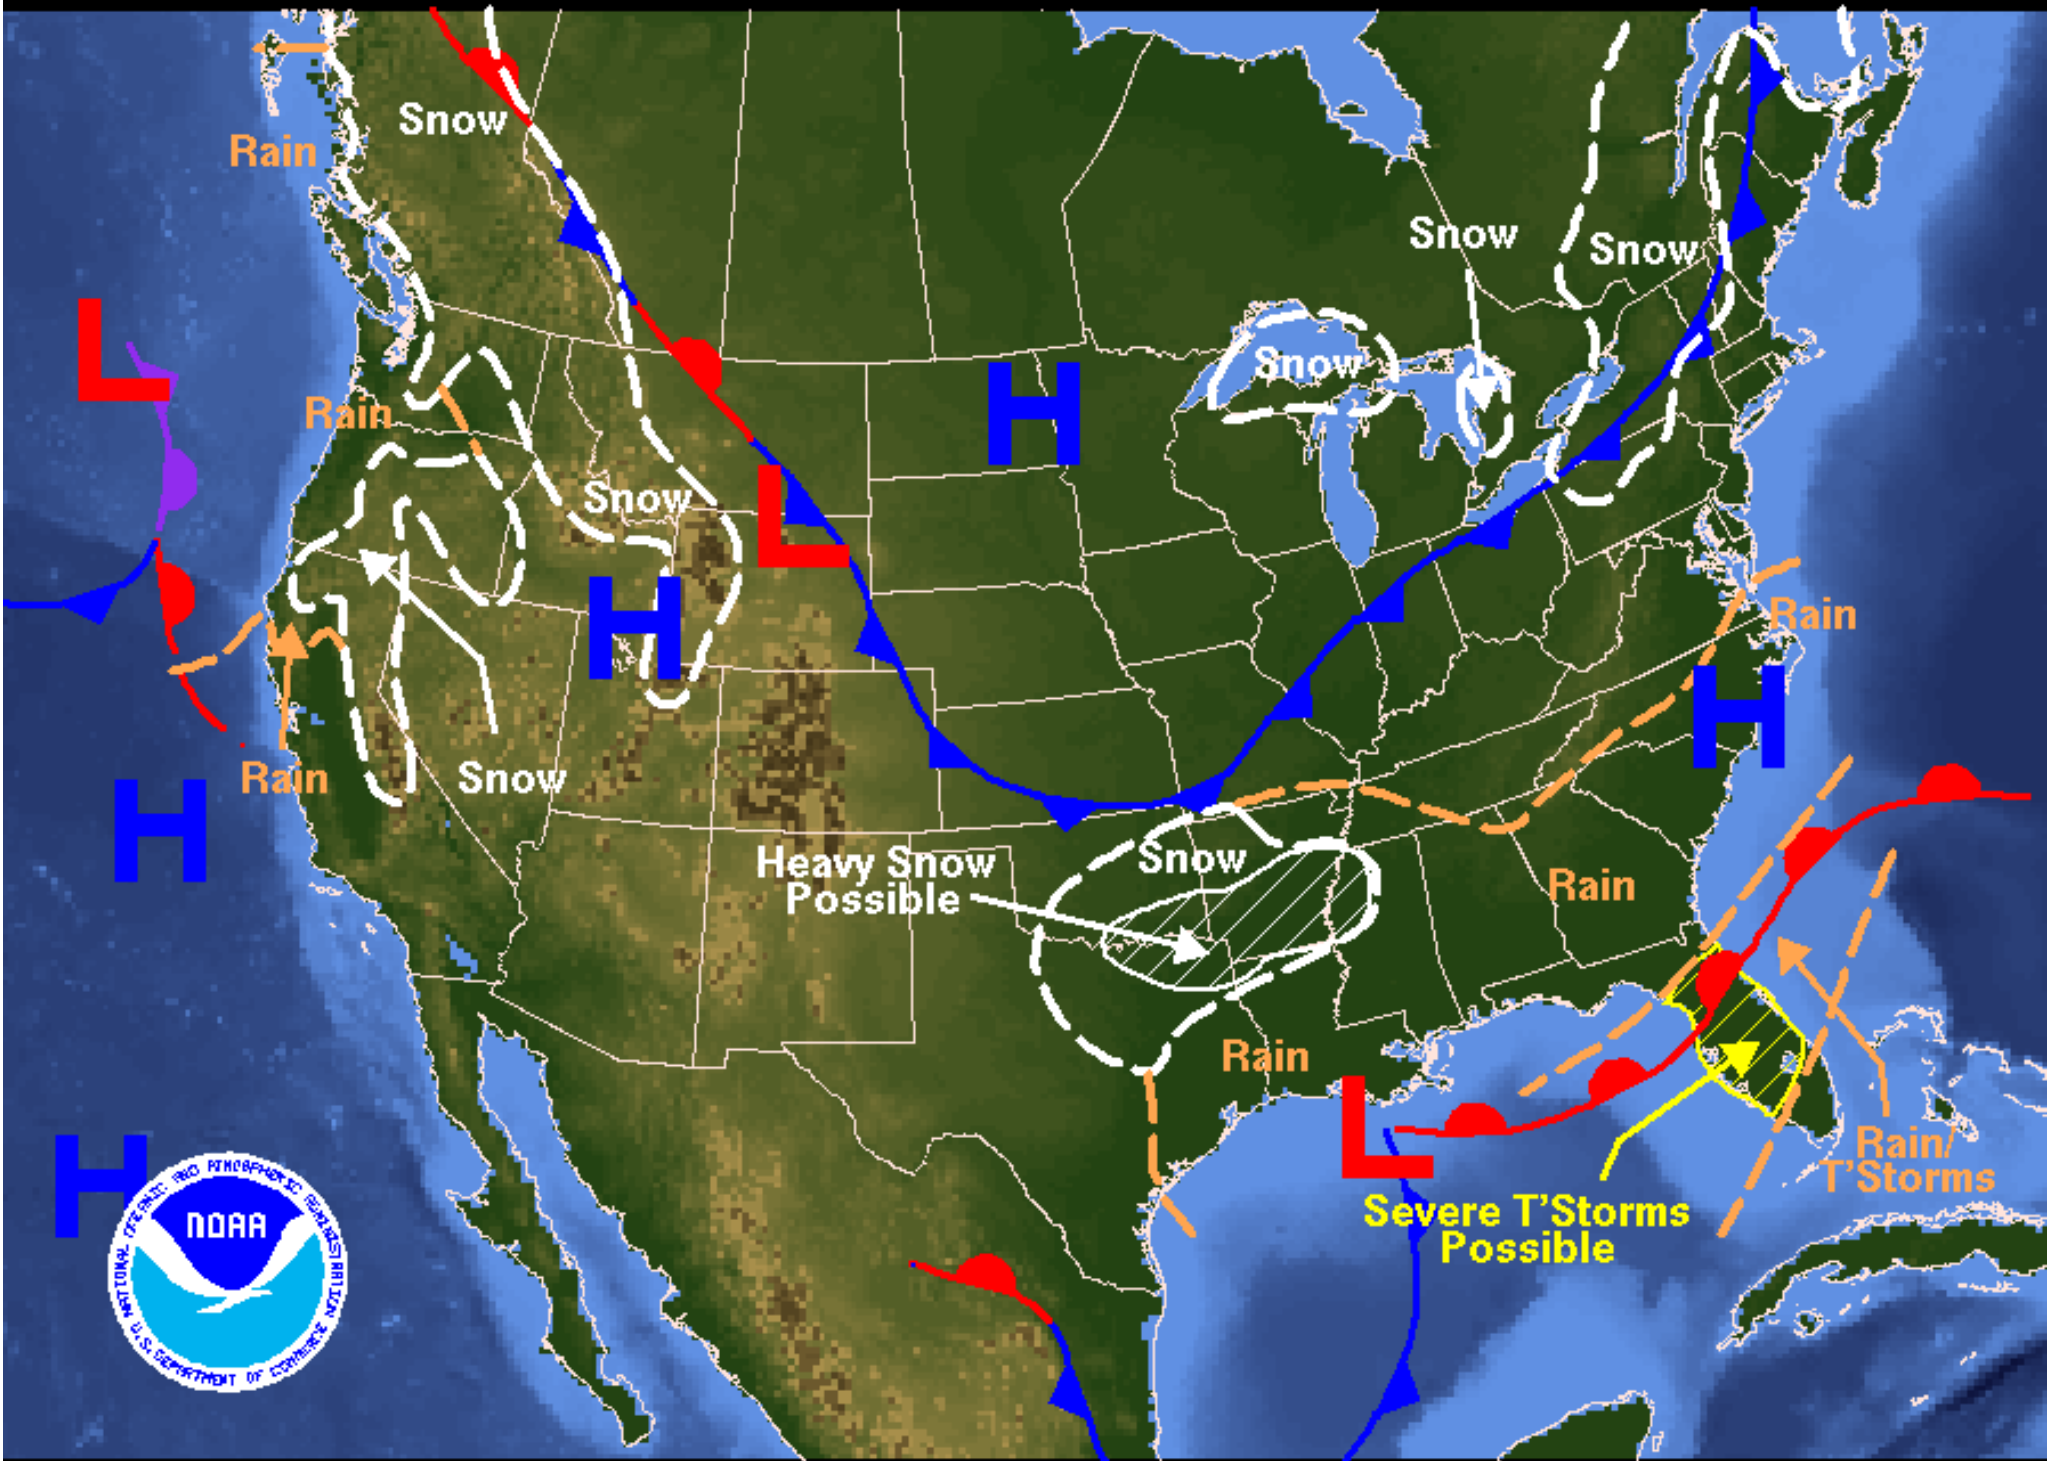 Snow
Rain
Snow
Snow
L
Snow
H
Rain
Snow
L
H
Rain
H
H
Rain
Snow
Heavy Snow
Possible
Snow
Rain
Rain
L
Rain/
T'Storms
Severe T'Storms
Possible
H
NATIONAL OCEANIC AND ATMOSPHERIC ADMINISTRATION
NOAA
U.S. DEPARTMENT OF COMMERCE